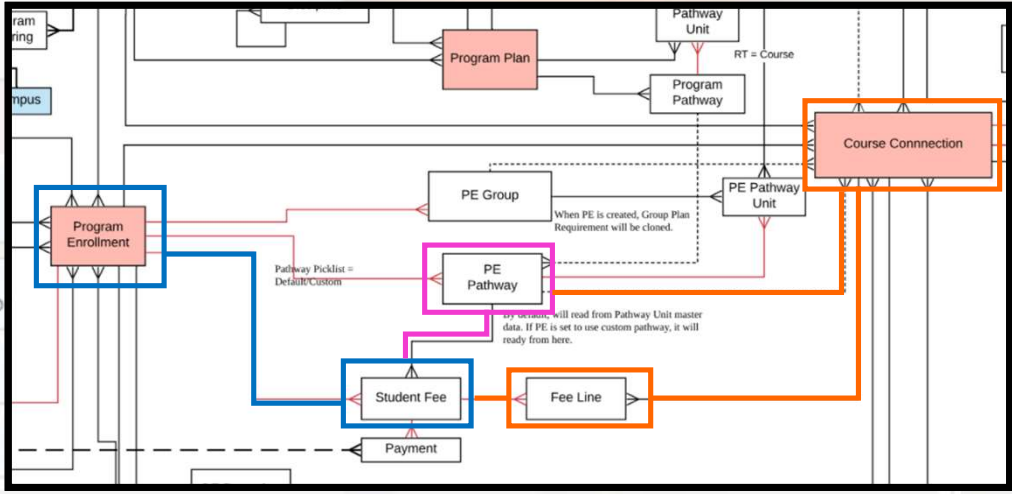 ram
ring
mpus
Program Plan
Pathway
Unit
RT = Course
Program
Pathway
Course Connnection
PE Group
PE Pathway
Unit
When PE is created, Group Plan
Requirement will be cloned.
Program
Enrollment
Pathway Picklist =
Default/Custom
PE
Pathway
By default, will read from Pathway Unit master
data. If PE is set to use custom pathway, it will
ready from here.
Student Fee
Fee Line
Payment